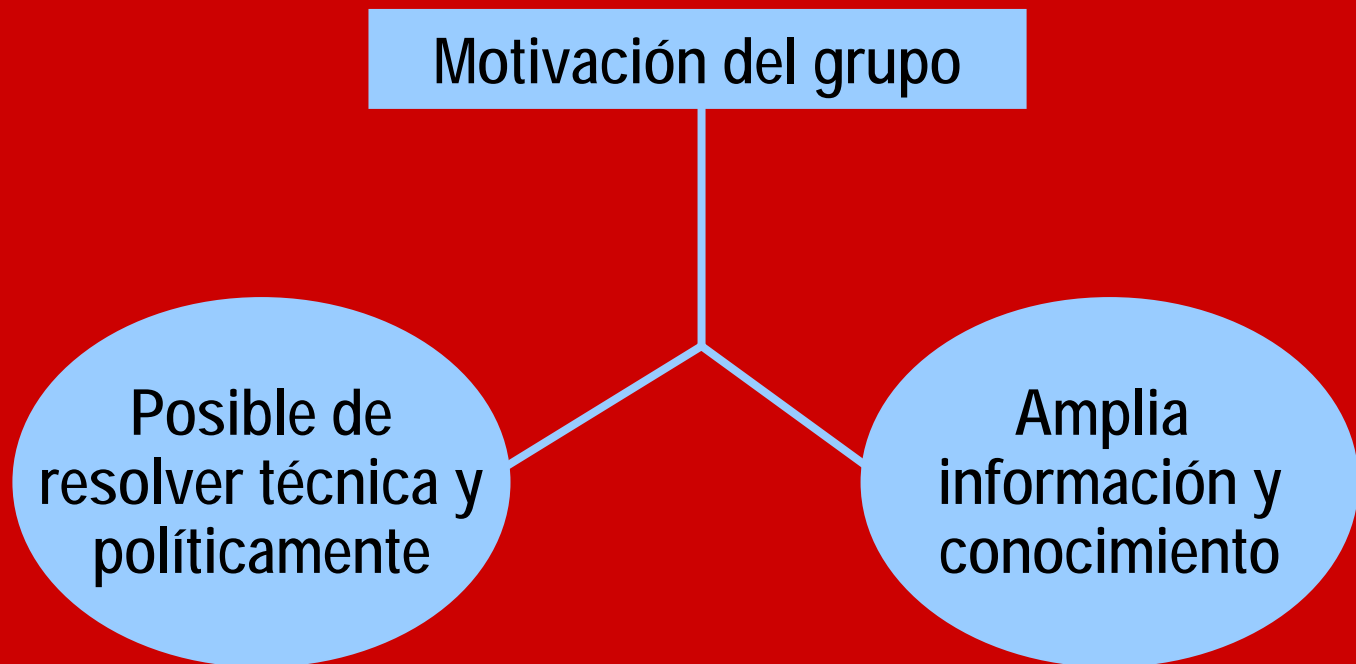 Motivación del grupo
Posible de
resolver técnica y
políticamente
Amplia
información y
conocimiento